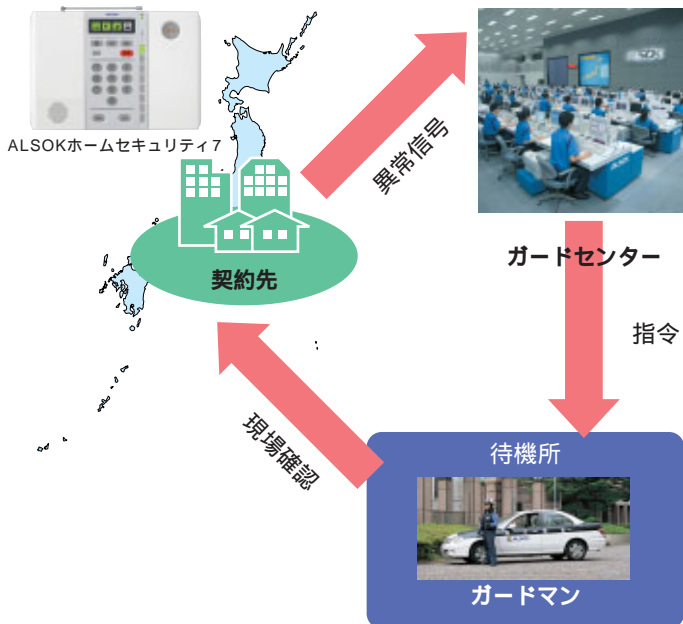 ALSOKホームセキュリティ7
異常信号
契約先
ガードセンター
指令
現場確認
待機所
ガードマン